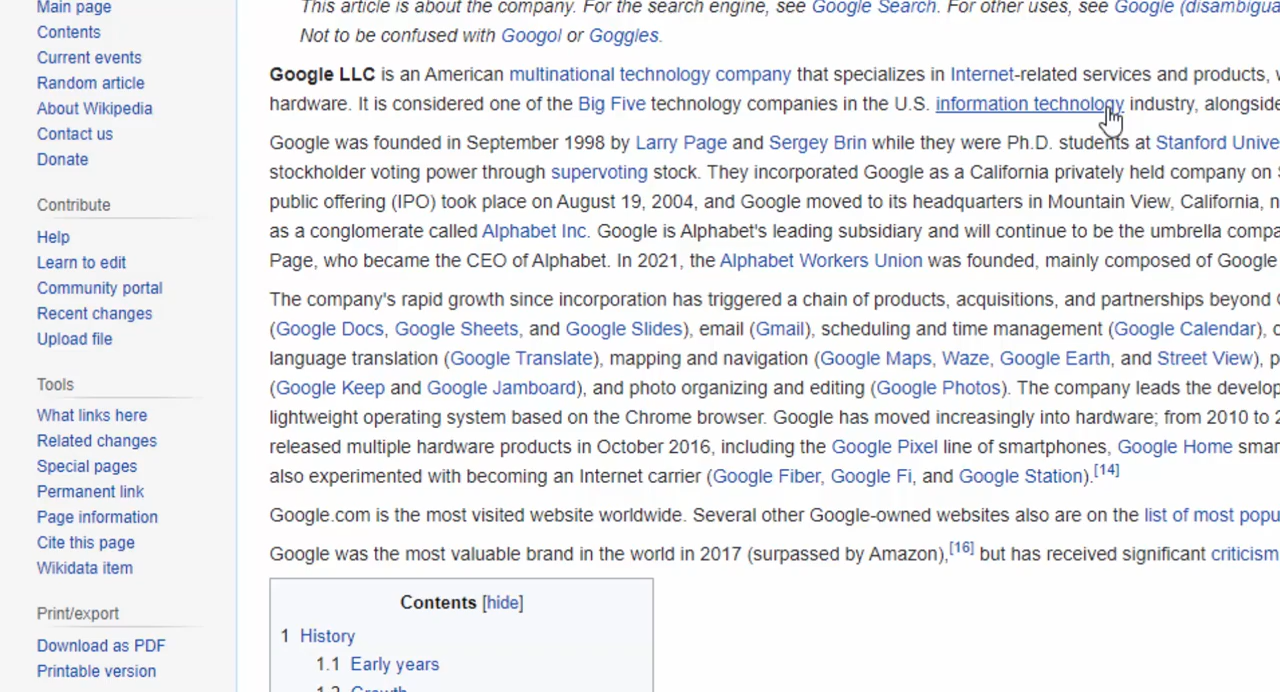 Main page
Contents
Current events
Random article
About Wikipedia
Contact us
Donate
Contribute
Help
Learn to edit
Community portal
Recent changes
Upload file
Tools
What links here
Related changes
Special pages
Permanent link
Page information
Cite this page
Wikidata item
Print/export
Download as PDF
Printable version
This article is about the company. For the search engine, see Google Search. For other uses, see Google (disambigua
Not to be confused with Googol or Goggles.
Google LLC is an American multinational technology company that specializes in Internet-related services and products, w
hardware. It is considered one of the Big Five technology companies in the U.S. information technology industry, alongside
Google was founded in September 1998 by Larry Page and Sergey Brin while they were Ph.D. students at Stanford Unive
stockholder voting power through supervoting stock. They incorporated Google as a California privately held company on
public offering (IPO) took place on August 19, 2004, and Google moved to its headquarters in Mountain View, California, n
as a conglomerate called Alphabet Inc. Google is Alphabet's leading subsidiary and will continue to be the umbrella compa
Page, who became the CEO of Alphabet. In 2021, the Alphabet Workers Union was founded, mainly composed of Google
The company's rapid growth since incorporation has triggered a chain of products, acquisitions, and partnerships beyond
(Google Docs, Google Sheets, and Google Slides), email (Gmail), scheduling and time management (Google Calendar), c
language translation (Google Translate), mapping and navigation (Google Maps, Waze, Google Earth, and Street View), p
(Google Keep and Google Jamboard), and photo organizing and editing (Google Photos). The company leads the develop
lightweight operating system based on the Chrome browser. Google has moved increasingly into hardware; from 2010 to 2
released multiple hardware products in October 2016, including the Google Pixel line of smartphones, Google Home smar
also experimented with becoming an Internet carrier (Google Fiber, Google Fi, and Google Station).[14]
Google.com is the most visited website worldwide. Several other Google-owned websites also are on the list of most popu
Google was the most valuable brand in the world in 2017 (surpassed by Amazon),[16] but has received significant criticism
Contents [hide]
1 History
1.1 Early years
1.2 Growth